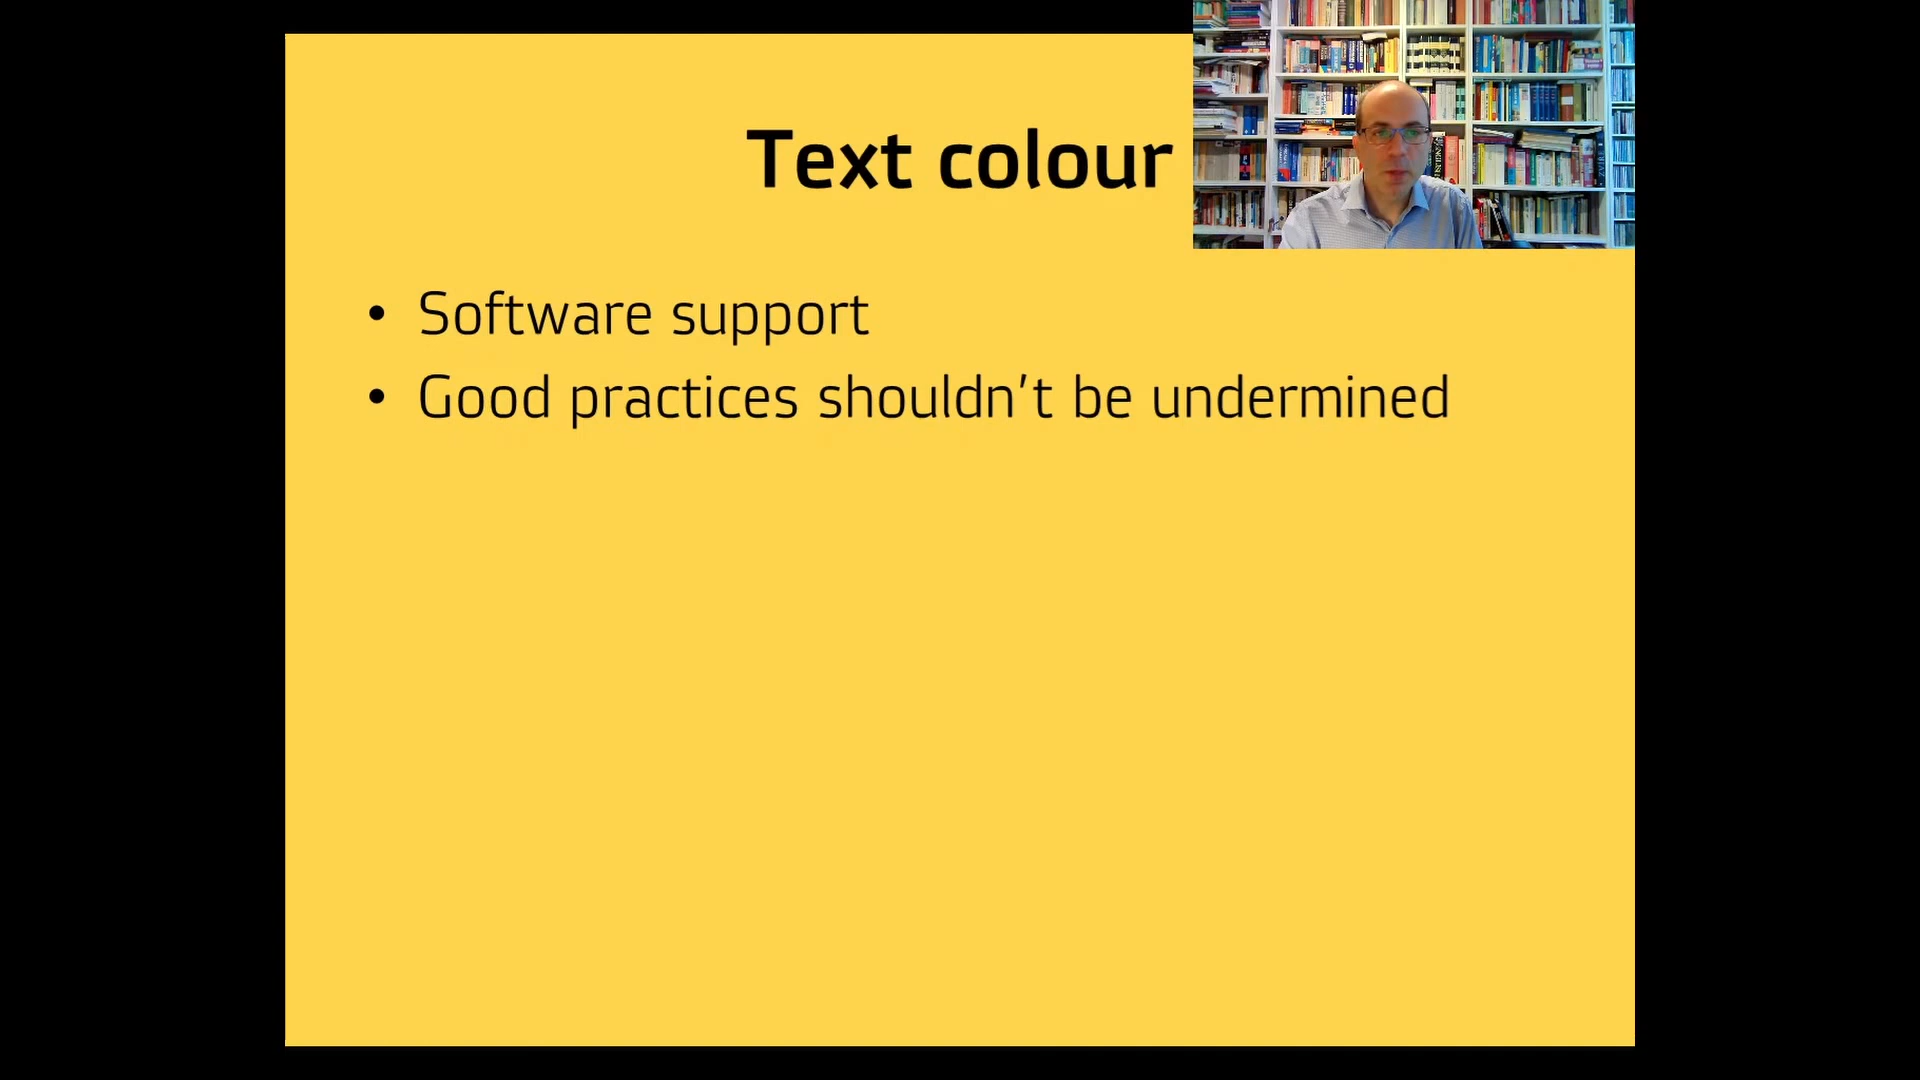 Text colour
• Software support
• Good practices shouldn’t be undermined